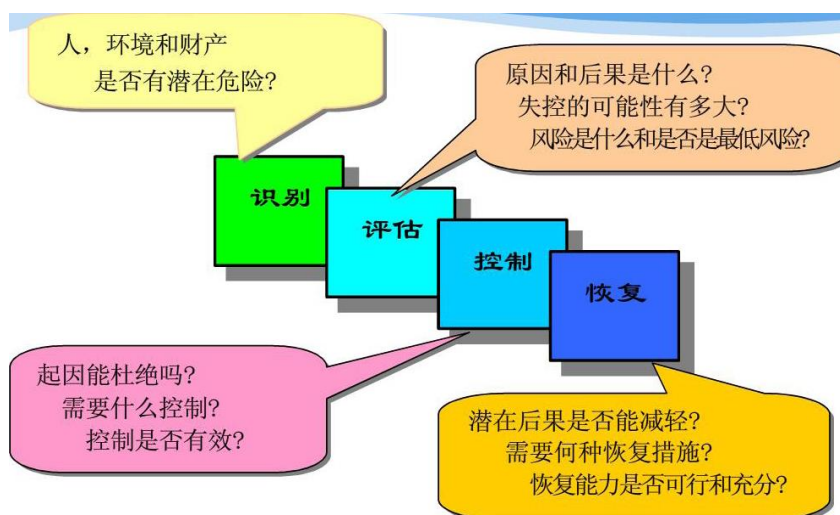 人，环境和财产
是否有潜在危险?
原因和后果是什么?
失控的可能性有多大?
风险是什么和是否是最低风险?
识别
评估
控制
恢复
起因能杜绝吗?
需要什么控制?
控制是否有效?
潜在后果是否能减轻?
需要何种恢复措施?
恢复能力是否可行和充分?